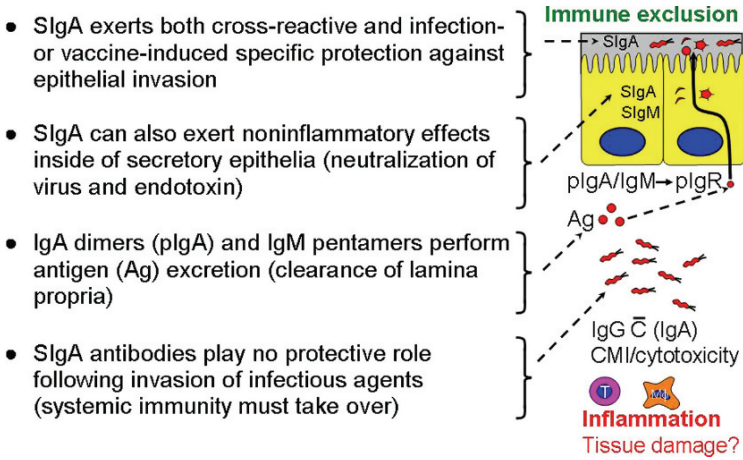 Immune exclusion
• SIgA exerts both cross-reactive and infection-
or vaccine-induced specific protection against
epithelial invasion
SIgA
• SIgA can also exert noninflammatory effects
inside of secretory epithelia (neutralization of
virus and endotoxin)
SIgA
SIgM
pIgA/IgM pIgR
Ag
• IgA dimers (pIgA) and IgM pentamers perform
antigen (Ag) excretion (clearance of lamina
propria)
• SIgA antibodies play no protective role
following invasion of infectious agents
(systemic immunity must take over)
IgG C̅ (IgA)
CMI/cytotoxicity
T
Inflammation
Tissue damage?